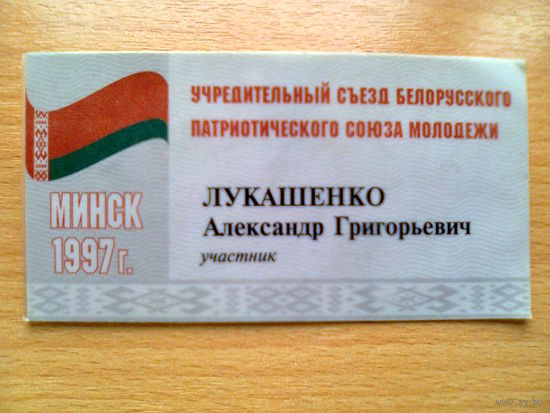 УЧРЕДИТЕЛЬНЫЙ СЪЕЗД БЕЛОРУССКОГО
ПАТРИОТИЧЕСКОГО СОЮЗА МОЛОДЕЖИ
ЛУКАШЕНКО
Александр Григорьевич
участник
МИНСК
1997 г.